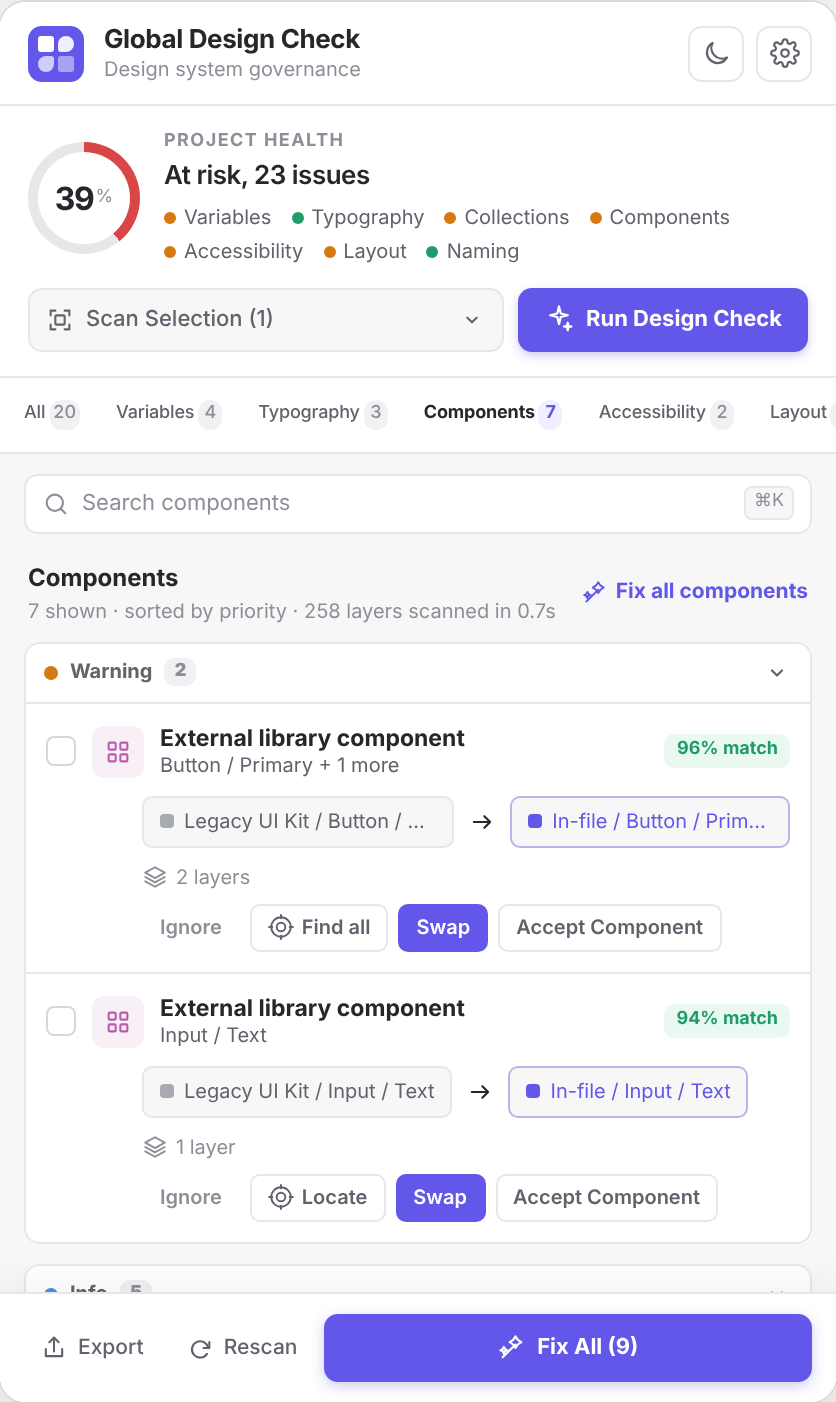 Global Design Check
Design system governance
PROJECT HEALTH
39%
At risk, 23 issues
Variables Typography Collections Components
Accessibility Layout Naming
Scan Selection (1)
Run Design Check
All 20 Variables 4 Typography 3 Components 7 Accessibility 2 Layout
Search components ⌘K
Components
7 shown · sorted by priority · 258 layers scanned in 0.7s
Fix all components
Warning 2
External library component
Button / Primary + 1 more
96% match
Legacy UI Kit / Button / ... → In-file / Button / Prim...
2 layers
Ignore Find all Swap Accept Component
External library component
Input / Text
94% match
Legacy UI Kit / Input / Text → In-file / Input / Text
1 layer
Ignore Locate Swap Accept Component
Info 5
Export Rescan Fix All (9)